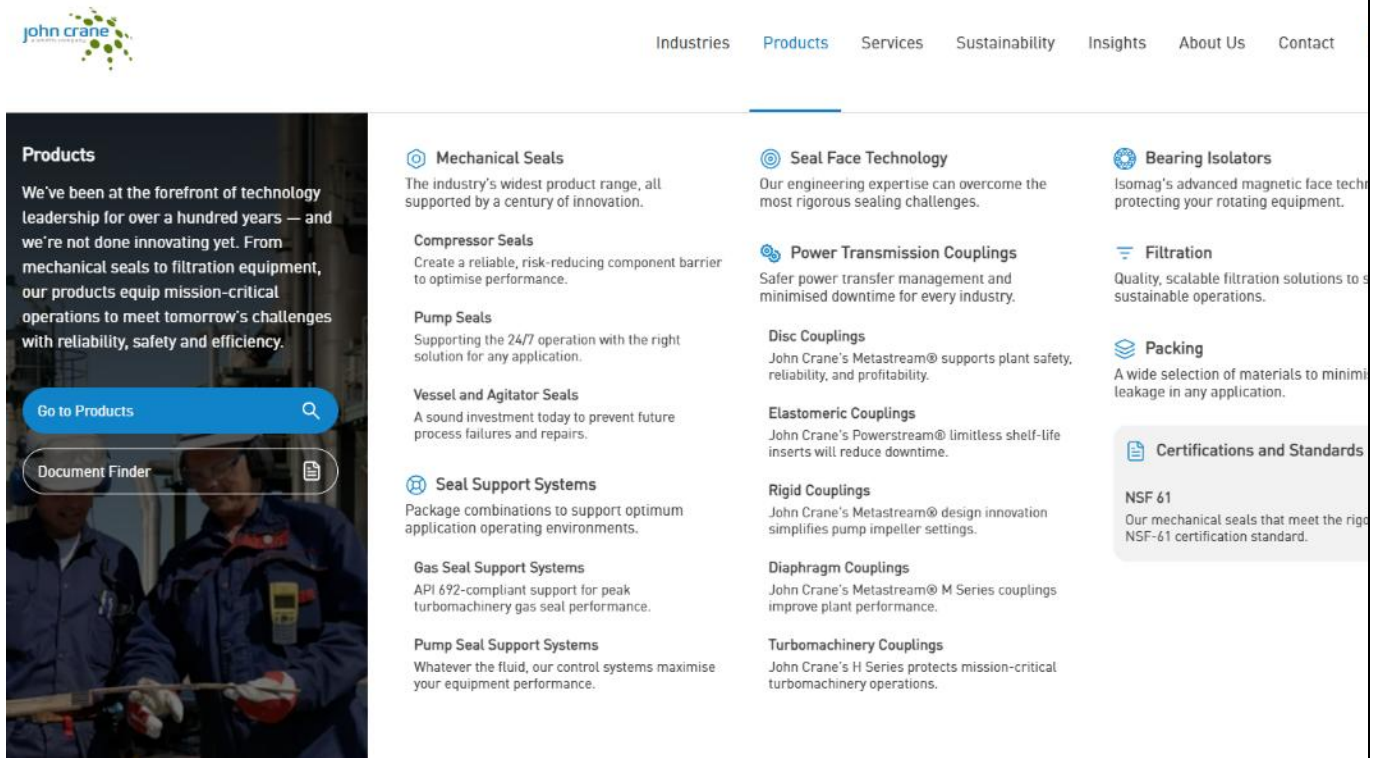 john crane
Industries
Products
Services
Sustainability
Insights
About Us
Contact
Products
We've been at the forefront of technology
leadership for over a hundred years — and
we're not done innovating yet. From
mechanical seals to filtration equipment,
our products equip mission-critical
operations to meet tomorrow's challenges
with reliability, safety and efficiency.
Go to Products
Document Finder
Mechanical Seals
The industry's widest product range, all
supported by a century of innovation.
Compressor Seals
Create a reliable, risk-reducing component barrier
to optimise performance.
Pump Seals
Supporting the 24/7 operation with the right
solution for any application.
Vessel and Agitator Seals
A sound investment today to prevent future
process failures and repairs.
Seal Support Systems
Package combinations to support optimum
application operating environments.
Gas Seal Support Systems
API 692-compliant support for peak
turbomachinery gas seal performance.
Pump Seal Support Systems
Whatever the fluid, our control systems maximise
your equipment performance.
Seal Face Technology
Our engineering expertise can overcome the
most rigorous sealing challenges.
Power Transmission Couplings
Safer power transfer management and
minimised downtime for every industry.
Disc Couplings
John Crane's Metastream® supports plant safety,
reliability, and profitability.
Elastomeric Couplings
John Crane's Powerstream® limitless shelf-life
inserts will reduce downtime.
Rigid Couplings
John Crane's Metastream® design innovation
simplifies pump impeller settings.
Diaphragm Couplings
John Crane's Metastream® M Series couplings
improve plant performance.
Turbomachinery Couplings
John Crane's H Series protects mission-critical
turbomachinery operations.
Bearing Isolators
Isomag's advanced magnetic face
protecting your rotating equipment.
Filtration
Quality, scalable filtration solutions to
sustainable operations.
Packing
A wide selection of materials to
leakage in any application.
Certifications and Standards
NSF 61
Our mechanical seals that meet the
NSF-61 certification standard.